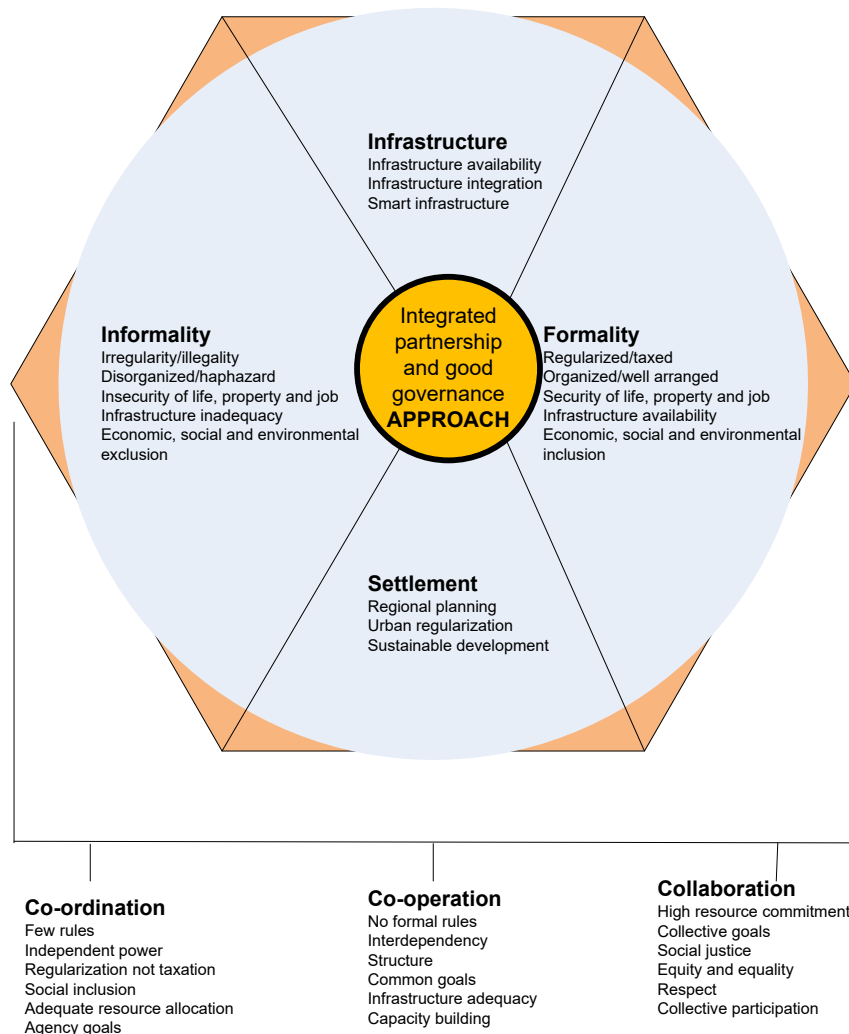 Infrastructure
Infrastructure availability
Infrastructure integration
Smart infrastructure
Informality
Irregularity/illegality
Disorganized/haphazard
Insecurity of life, property and job
Infrastructure inadequacy
Economic, social and environmental
exclusion
Integrated
partnership
and good
governance
APPROACH
Formality
Regularized/taxed
Organized/well arranged
Security of life, property and job
Infrastructure availability
Economic, social and environmental
inclusion
Settlement
Regional planning
Urban regularization
Sustainable development
Co-ordination
Few rules
Independent power
Regularization not taxation
Social inclusion
Adequate resource allocation
Agency goals
Co-operation
No formal rules
Interdependency
Structure
Common goals
Infrastructure adequacy
Capacity building
Collaboration
High resource commitment
Collective goals
Social justice
Equity and equality
Respect
Collective participation